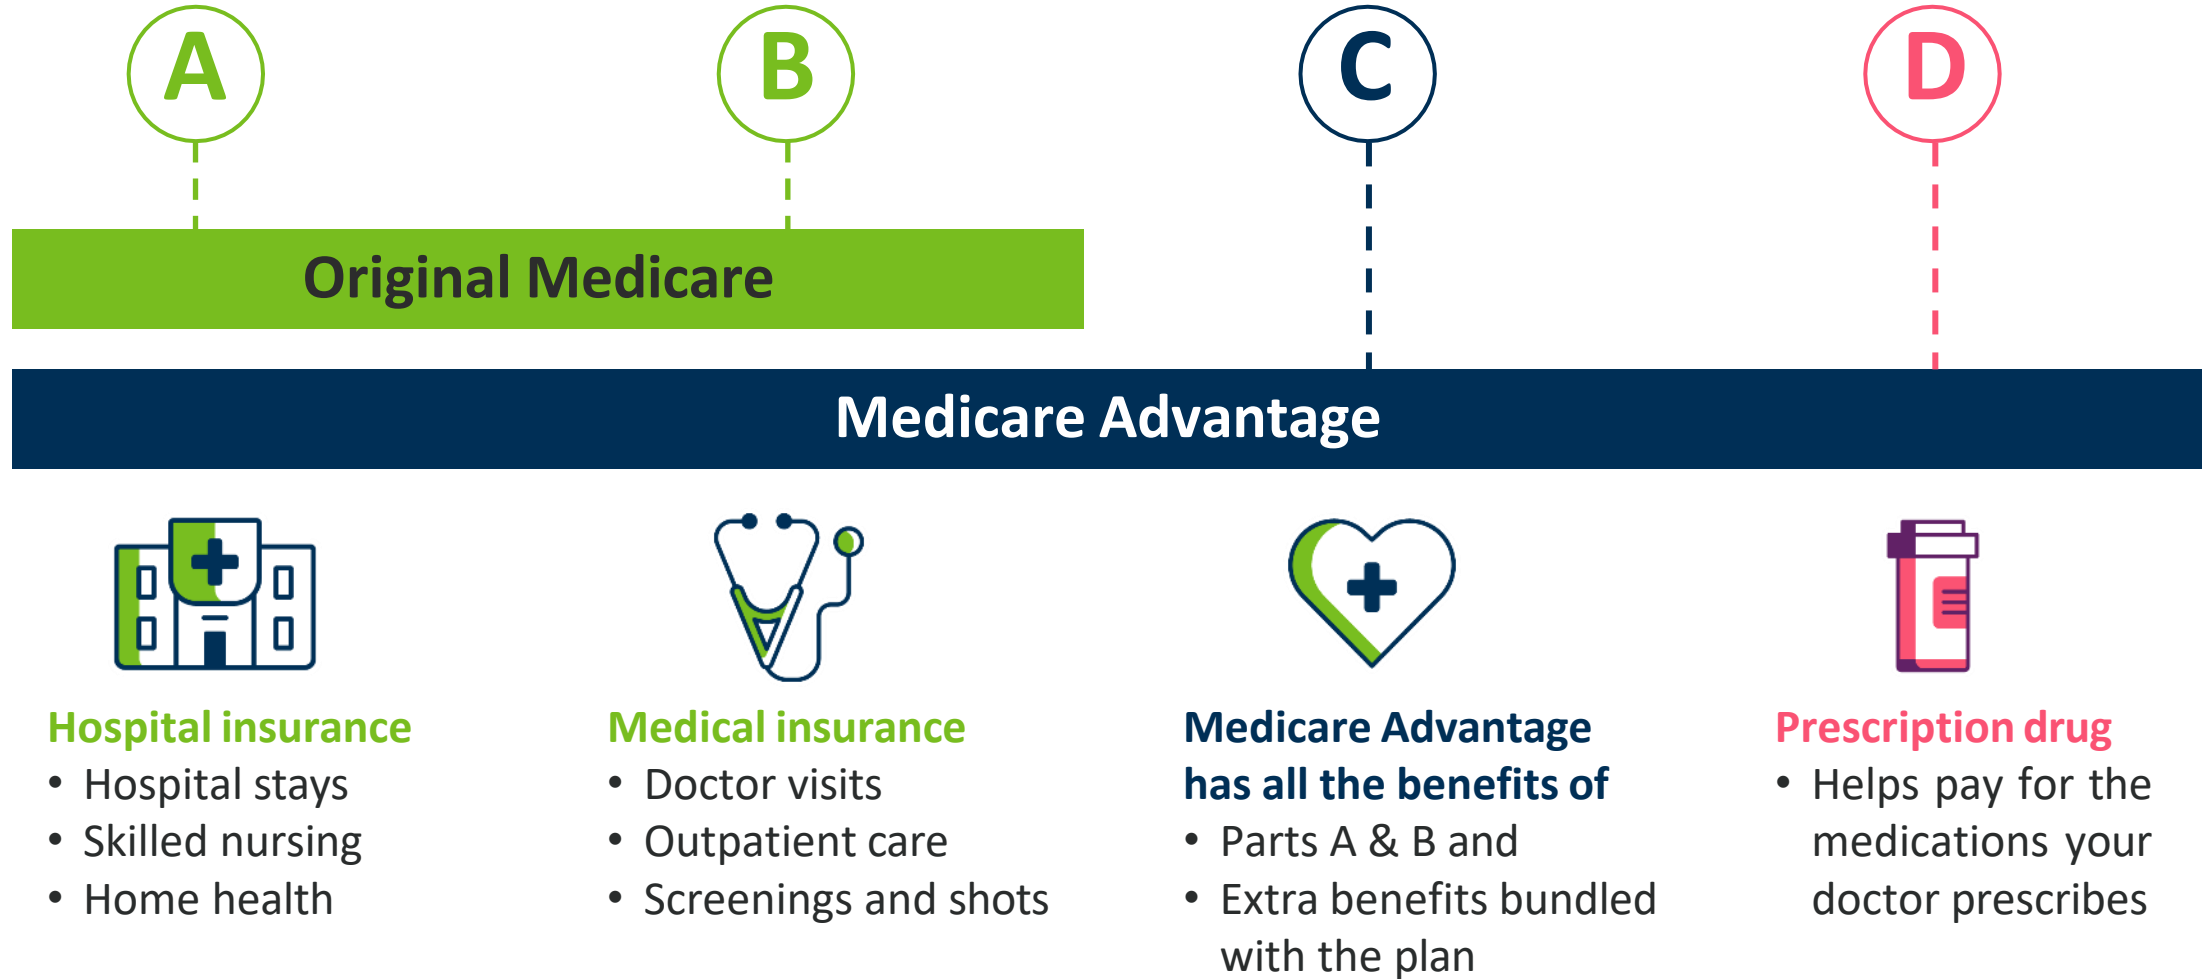 A
B
C
D
Original Medicare
Medicare Advantage
Hospital insurance
• Hospital stays
• Skilled nursing
• Home health
Medical insurance
• Doctor visits
• Outpatient care
• Screenings and shots
Medicare Advantage
has all the benefits of
• Parts A & B and
• Extra benefits bundled
with the plan
Prescription drug
• Helps pay for the
medications your
doctor prescribes